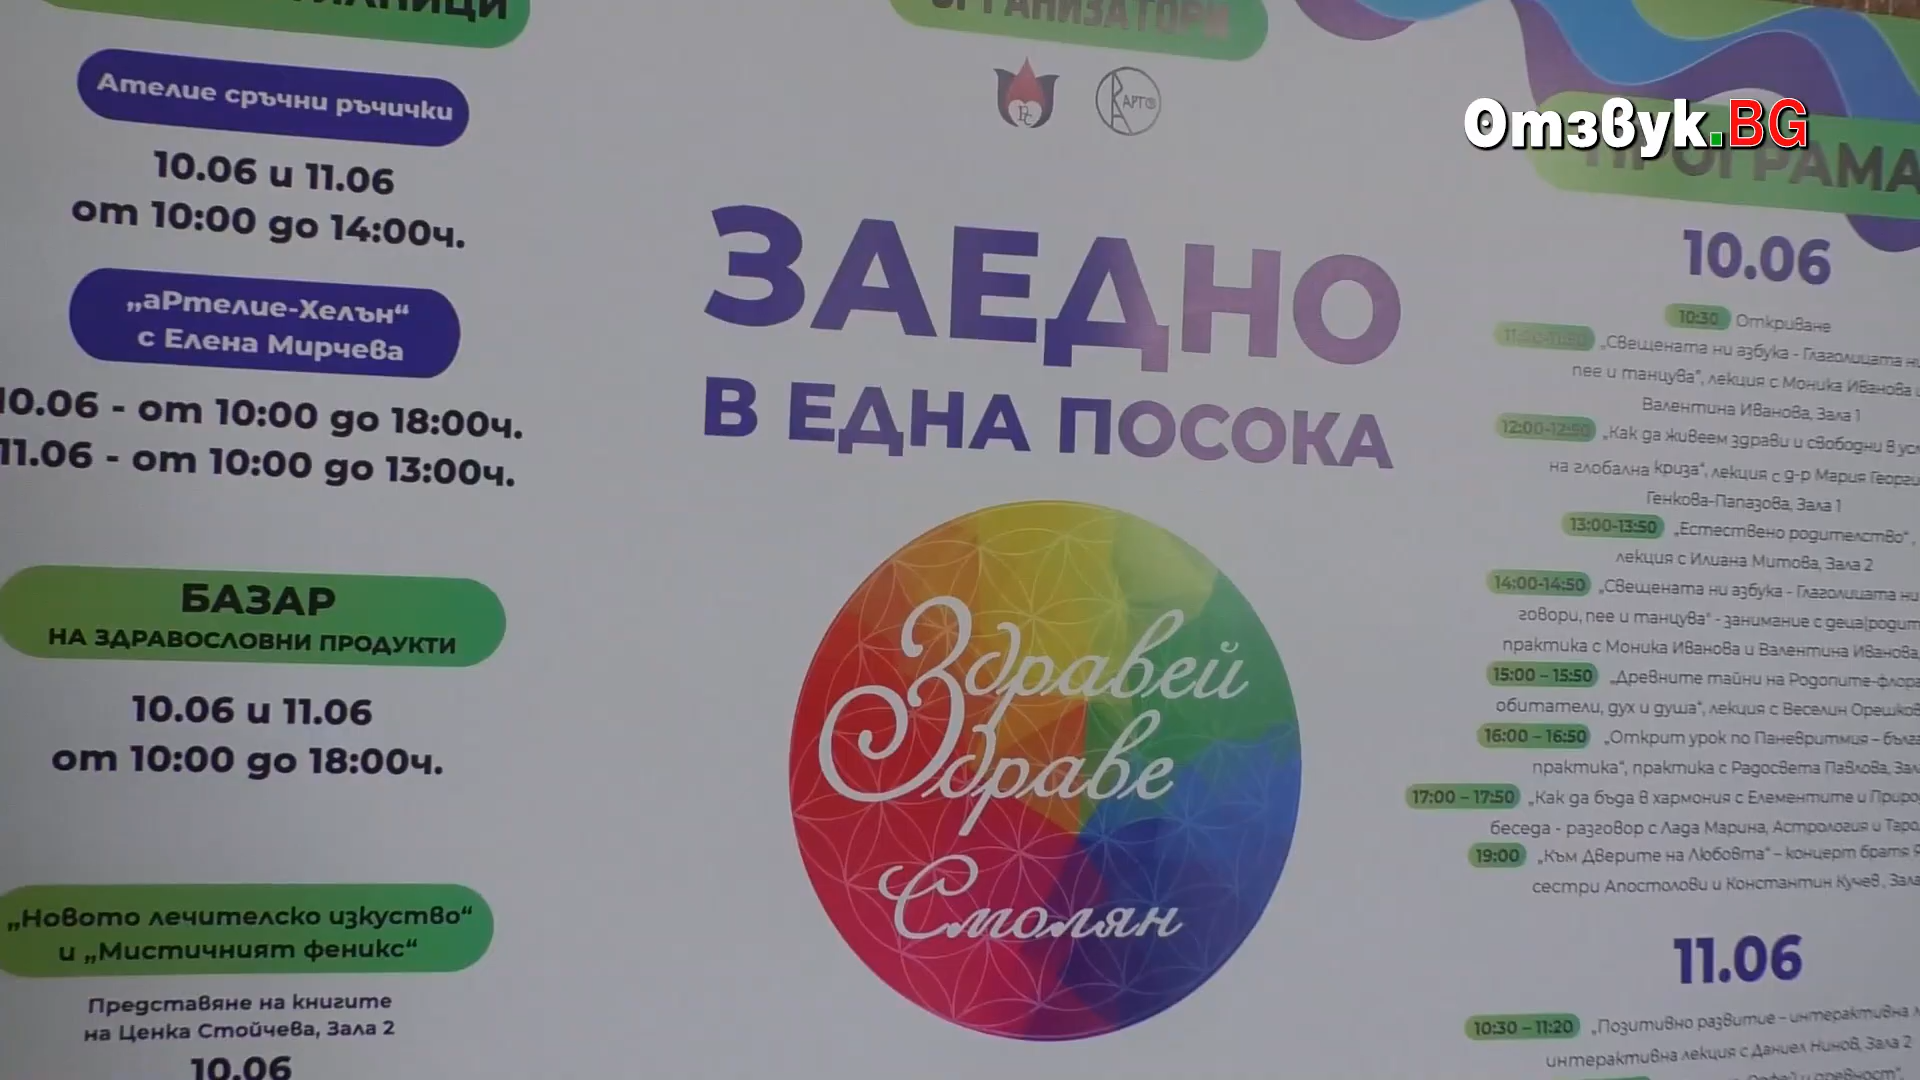 Ателие сръчни ръчички
10.06 и 11.06
от 10:00 до 14:00ч.
„аРтелие-Хелън“
с Елена Мирчева
10.06 - от 10:00 до 18:00ч.
11.06 - от 10:00 до 13:00ч.
БАЗАР
НА ЗДРАВОСЛОВНИ ПРОДУКТИ
10.06 и 11.06
от 10:00 до 18:00ч.
„Новото лечителско изкуство“
и „Мистичният феникс“
Представяне на книгите
на Ценка Стойчева, Зала 2
10.06
ОРГАНИЗАТОРИ
АРТ
ЗАЕДНО
В ЕДНА ПОСОКА
Здравей
Здраве
Смолян
Отзвук.BG
ПРОГРАМА
10.06
10:30 Откриване
„Свещената ни азбука - Глаголицата ни
пее и танцува“, лекция с Моника Иванова и
Валентина Иванова, Зала 1
12:00-12:50 „Как да живеем здрави и свободни в
на глобална криза“, лекция с д-р Мария
Генкова-Папазова, Зала 1
13:00-13:50 „Естествено родителство“,
лекция с Илиана Митова, Зала 2
14:00-14:50 „Свещената ни азбука - Глаголицата ни
говори, пее и танцува“ - занимание с
практика с Моника Иванова и Валентина Иванова,
15:00 – 15:50 „Древните тайни на Родопите-флора
обитатели, дух и душа“, лекция с Веселин
16:00 – 16:50 „Открит урок по Паневритмия –
практика“, практика с Радосвета Павлова,
17:00 – 17:50 „Как да бъда в хармония с Елементите и
беседа - разговор с Лада Марина, Астрология и
19:00 „Към Дверите на Любовта“ – концерт братя
сестри Апостолови и Константин Кучев,
11.06
10:30 – 11:20 „Позитивно развитие – интерактивна
интерактивна лекция с Даниел Нинов, Зала 2